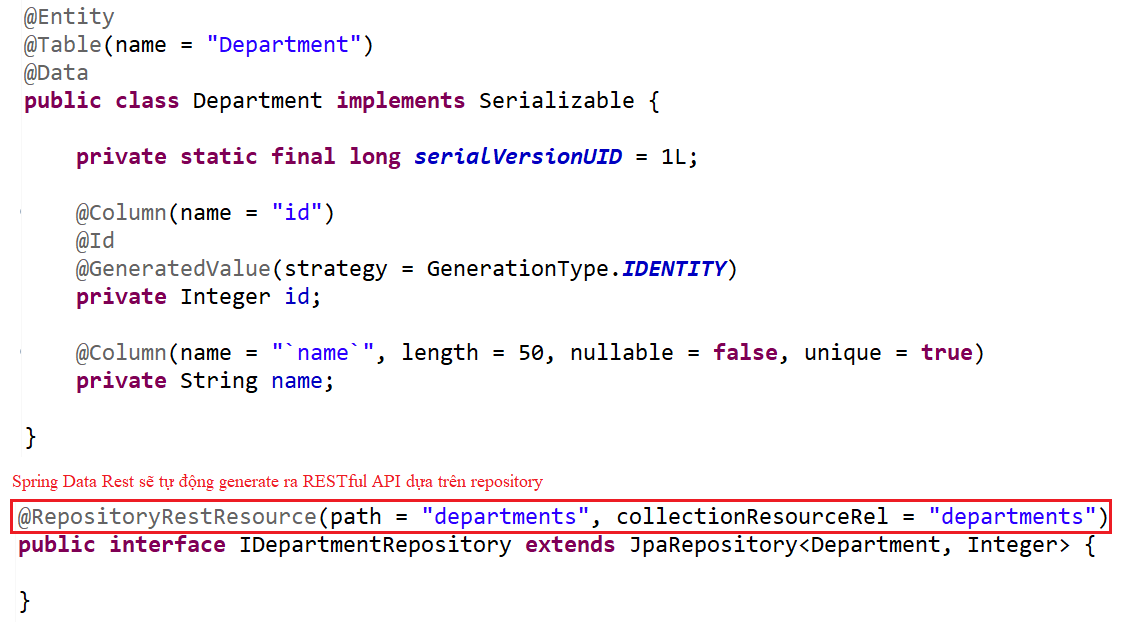 @Entity
@Table(name = "Department")
@Data
public class Department implements Serializable {
private static final long serialVersionUID = 1L;
@Column(name = "id")
@Id
@GeneratedValue(strategy = GenerationType.IDENTITY)
private Integer id;
@Column(name = "`name`", length = 50, nullable = false, unique = true)
private String name;
}
Spring Data Rest sẽ tự động generate ra RESTful API dựa trên repository
@RepositoryRestResource(path = "departments", collectionResourceRel = "departments")
public interface IDepartmentRepository extends JpaRepository<Department, Integer> {
}